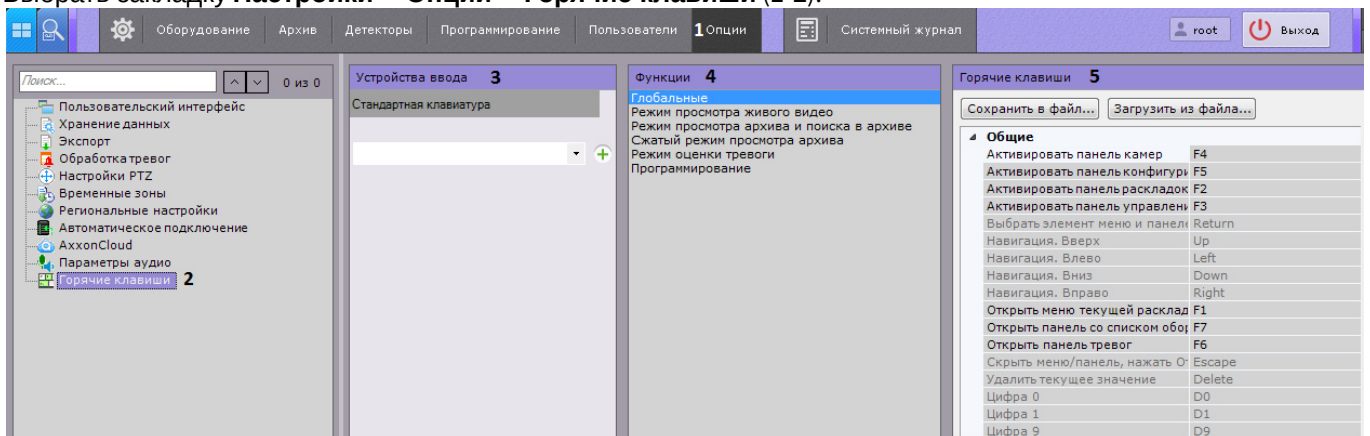 Выбрать закладку Настройки – Опции – Горячие клавиши (1-2).
Оборудование Архив Детекторы Программирование Пользователи 1 Опции Системный журнал root Выход
Поиск... 0 из 0
Пользовательский интерфейс
Хранение данных
Экспорт
Обработка тревог
Настройки PTZ
Временные зоны
Региональные настройки
Автоматическое подключение
AxxonCloud
Параметры аудио
Горячие клавиши 2
Устройства ввода 3
Стандартная клавиатура
Функции 4
Глобальные
Режим просмотра живого видео
Режим просмотра архива и поиска в архиве
Сжатый режим просмотра архива
Режим оценки тревоги
Программирование
Горячие клавиши 5
Сохранить в файл... Загрузить из файла...
Общие
Активировать панель камер F4
Активировать панель конфигури F5
Активировать панель раскладок F2
Активировать панель управлени F3
Выбрать элемент меню и панел Return
Навигация. Вверх Up
Навигация. Влево Left
Навигация. Вниз Down
Навигация. Вправо Right
Открыть меню текущей расклад F1
Открыть панель со списком обор F7
Открыть панель тревог F6
Скрыть меню/панель, нажать От Escape
Удалить текущее значение Delete
Цифра 0 D0
Цифра 1 D1
Цифра 9 D9